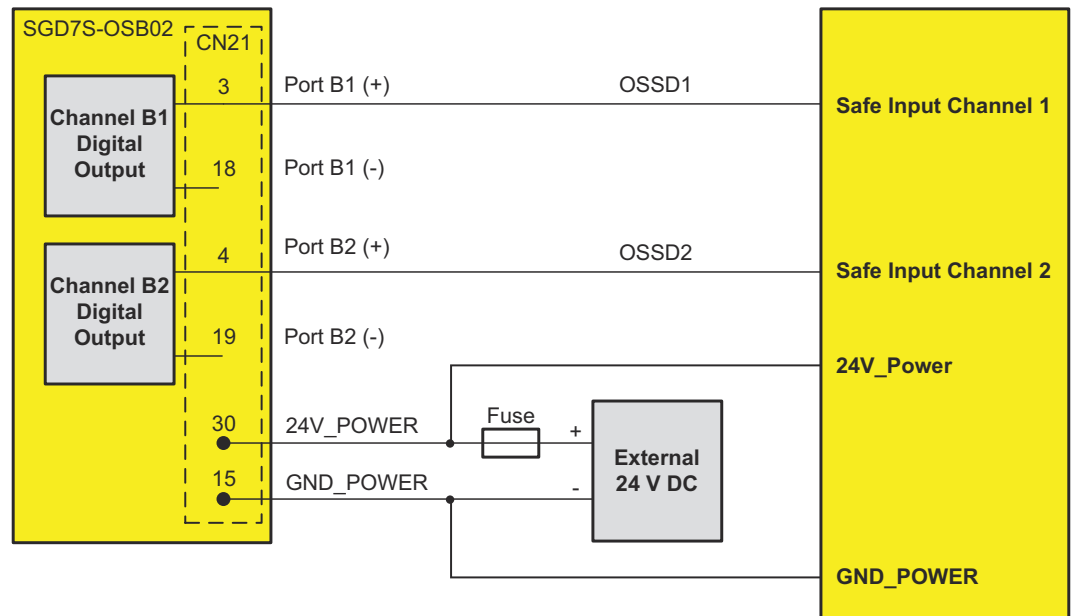 SGD7S-OSB02
CN21
3
Port B1 (+)
OSSD1
Safe Input Channel 1
Channel B1
Digital
Output
18
Port B1 (-)
4
Port B2 (+)
OSSD2
Safe Input Channel 2
Channel B2
Digital
Output
19
Port B2 (-)
24V_Power
30
24V_POWER
Fuse
+
External
24 V DC
15
GND_POWER
-
GND_POWER